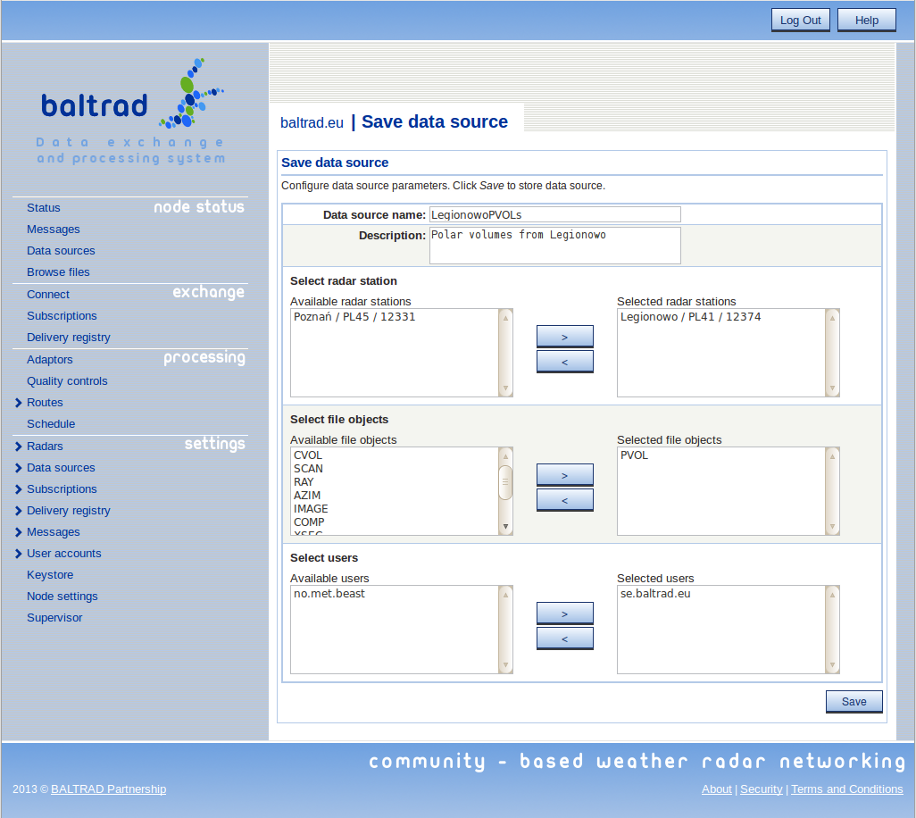 Log Out Help
baltrad
Data exchange
and processing system
baltrad.eu | Save data source
node status
Status
Messages
Data sources
Browse files
exchange
Connect
Subscriptions
Delivery registry
processing
Adaptors
Quality controls
Routes
Schedule
settings
Radars
Data sources
Subscriptions
Delivery registry
Messages
User accounts
Keystore
Node settings
Supervisor
Save data source
Configure data source parameters. Click Save to store data source.
Data source name: LegionowoPVOLs
Description: Polar volumes from Legionowo
Select radar station
Available radar stations Selected radar stations
Poznań / PL45 / 12331 Legionowo / PL41 / 12374
>
<
Select file objects
Available file objects Selected file objects
CVOL PVOL
SCAN
RAY
AZIM
IMAGE
COMP
XSEC
>
<
Select users
Available users Selected users
no.met.beast se.baltrad.eu
>
<
Save
community - based weather radar networking
2013 © BALTRAD Partnership About | Security | Terms and Conditions